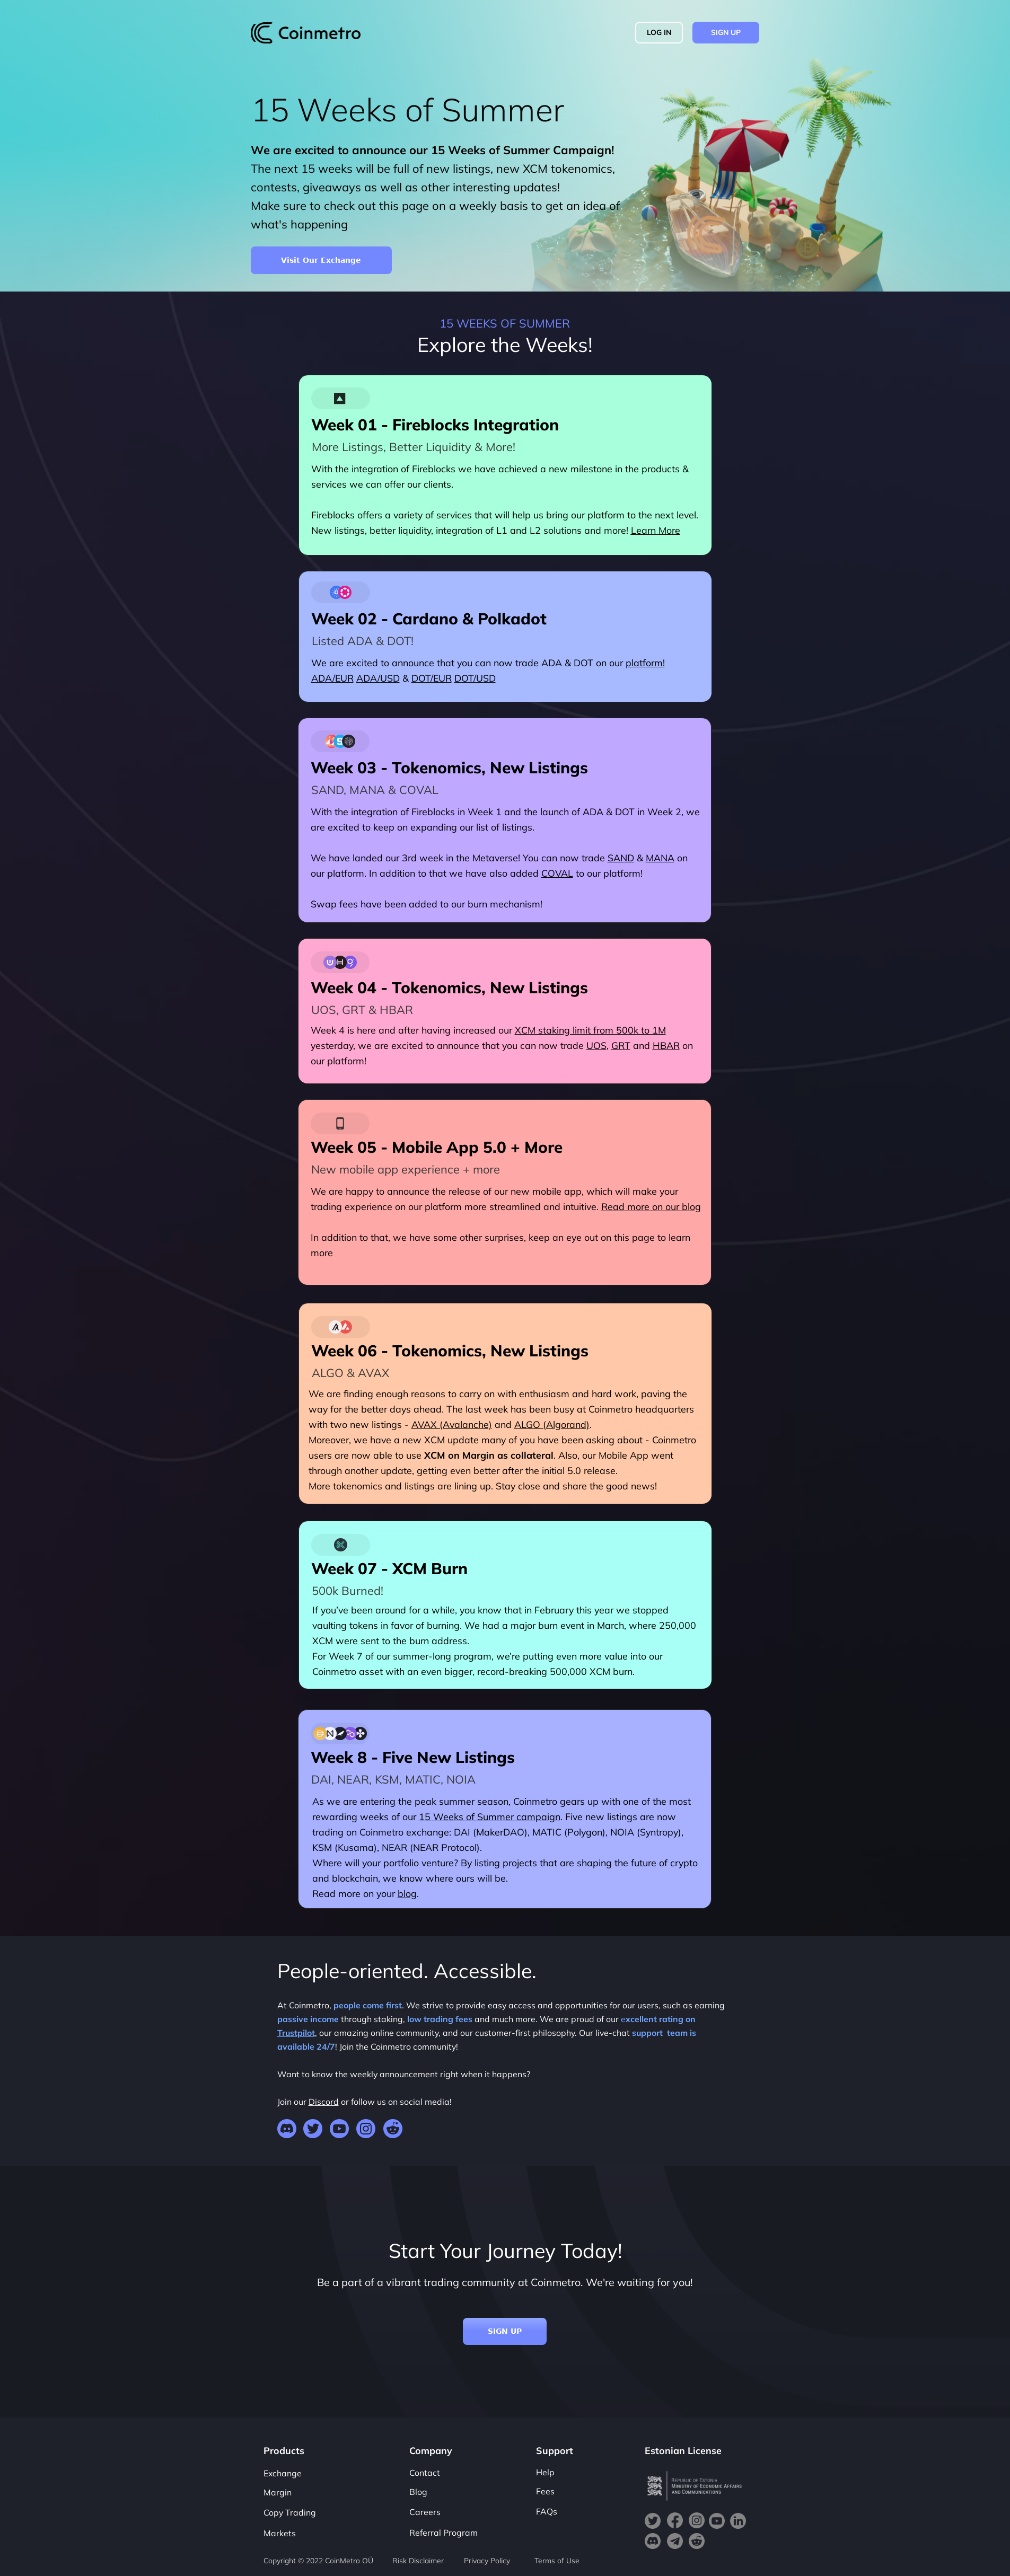 Coinmetro
LOG IN
SIGN UP
15 Weeks of Summer
We are excited to announce our 15 Weeks of Summer Campaign!
The next 15 weeks will be full of new listings, new XCM tokenomics,
contests, giveaways as well as other interesting updates!
Make sure to check out this page on a weekly basis to get an idea of
what's happening
Visit Our Exchange
15 WEEKS OF SUMMER
Explore the Weeks!
Week 01 - Fireblocks Integration
More Listings, Better Liquidity & More!
With the integration of Fireblocks we have achieved a new milestone in the products &
services we can offer our clients.
Fireblocks offers a variety of services that will help us bring our platform to the next level.
New listings, better liquidity, integration of L1 and L2 solutions and more! Learn More
Week 02 - Cardano & Polkadot
Listed ADA & DOT!
We are excited to announce that you can now trade ADA & DOT on our platform!
ADA/EUR ADA/USD & DOT/EUR DOT/USD
Week 03 - Tokenomics, New Listings
SAND, MANA & COVAL
With the integration of Fireblocks in Week 1 and the launch of ADA & DOT in Week 2, we
are excited to keep on expanding our list of listings.
We have landed our 3rd week in the Metaverse! You can now trade SAND & MANA on
our platform. In addition to that we have also added COVAL to our platform!
Swap fees have been added to our burn mechanism!
Week 04 - Tokenomics, New Listings
UOS, GRT & HBAR
Week 4 is here and after having increased our XCM staking limit from 500k to 1M
yesterday, we are excited to announce that you can now trade UOS, GRT and HBAR on
our platform!
Week 05 - Mobile App 5.0 + More
New mobile app experience + more
We are happy to announce the release of our new mobile app, which will make your
trading experience on our platform more streamlined and intuitive. Read more on our blog
In addition to that, we have some other surprises, keep an eye out on this page to learn
more
Week 06 - Tokenomics, New Listings
ALGO & AVAX
We are finding enough reasons to carry on with enthusiasm and hard work, paving the
way for the better days ahead. The last week has been busy at Coinmetro headquarters
with two new listings - AVAX (Avalanche) and ALGO (Algorand).
Moreover, we have a new XCM update many of you have been asking about - Coinmetro
users are now able to use XCM on Margin as collateral. Also, our Mobile App went
through another update, getting even better after the initial 5.0 release.
More tokenomics and listings are lining up. Stay close and share the good news!
Week 07 - XCM Burn
500k Burned!
If you've been around for a while, you know that in February this year we stopped
vaulting tokens in favor of burning. We had a major burn event in March, where 250,000
XCM were sent to the burn address.
For Week 7 of our summer-long program, we're putting even more value into our
Coinmetro asset with an even bigger, record-breaking 500,000 XCM burn.
Week 8 - Five New Listings
DAI, NEAR, KSM, MATIC, NOIA
As we are entering the peak summer season, Coinmetro gears up with one of the most
rewarding weeks of our 15 Weeks of Summer campaign. Five new listings are now
trading on Coinmetro exchange: DAI (MakerDAO), MATIC (Polygon), NOIA (Syntropy),
KSM (Kusama), NEAR (NEAR Protocol).
Where will your portfolio venture? By listing projects that are shaping the future of crypto
and blockchain, we know where ours will be.
Read more on your blog.
People-oriented. Accessible.
At Coinmetro, people come first. We strive to provide easy access and opportunities for our users, such as earning
passive income through staking, low trading fees and much more. We are proud of our excellent rating on
Trustpilot, our amazing online community, and our customer-first philosophy. Our live-chat support team is
available 24/7! Join the Coinmetro community!
Want to know the weekly announcement right when it happens?
Join our Discord or follow us on social media!
Start Your Journey Today!
Be a part of a vibrant trading community at Coinmetro. We're waiting for you!
SIGN UP
Products
Exchange
Margin
Copy Trading
Markets
Company
Contact
Blog
Careers
Referral Program
Support
Help
Fees
FAQs
Estonian License
Republic of Estonia
Ministry of Economic Affairs
and Communications
Copyright © 2022 CoinMetro OÜ
Risk Disclaimer
Privacy Policy
Terms of Use